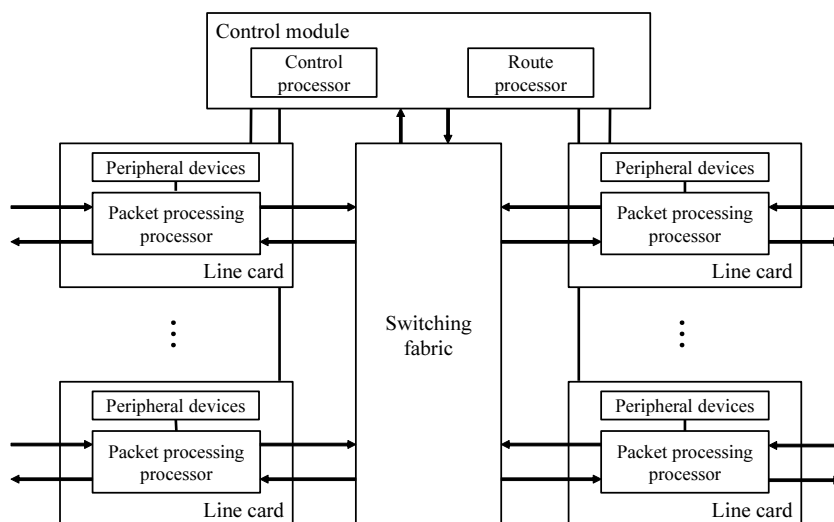 Control module
Control
processor
Route
processor
Peripheral devices
Packet processing
processor
Line card
Peripheral devices
Packet processing
processor
Line card
Switching
fabric
Peripheral devices
Packet processing
processor
Line card
Peripheral devices
Packet processing
processor
Line card